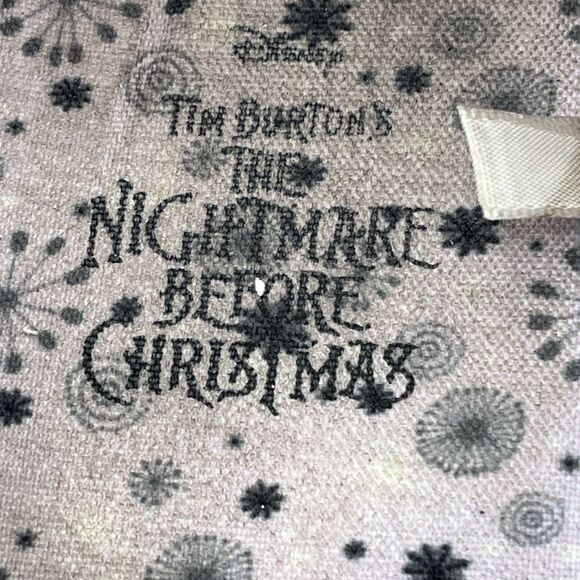 Disney
TIM BURTON'S
THE
NIGHTMARE
BEFORE
CHRISTMAS